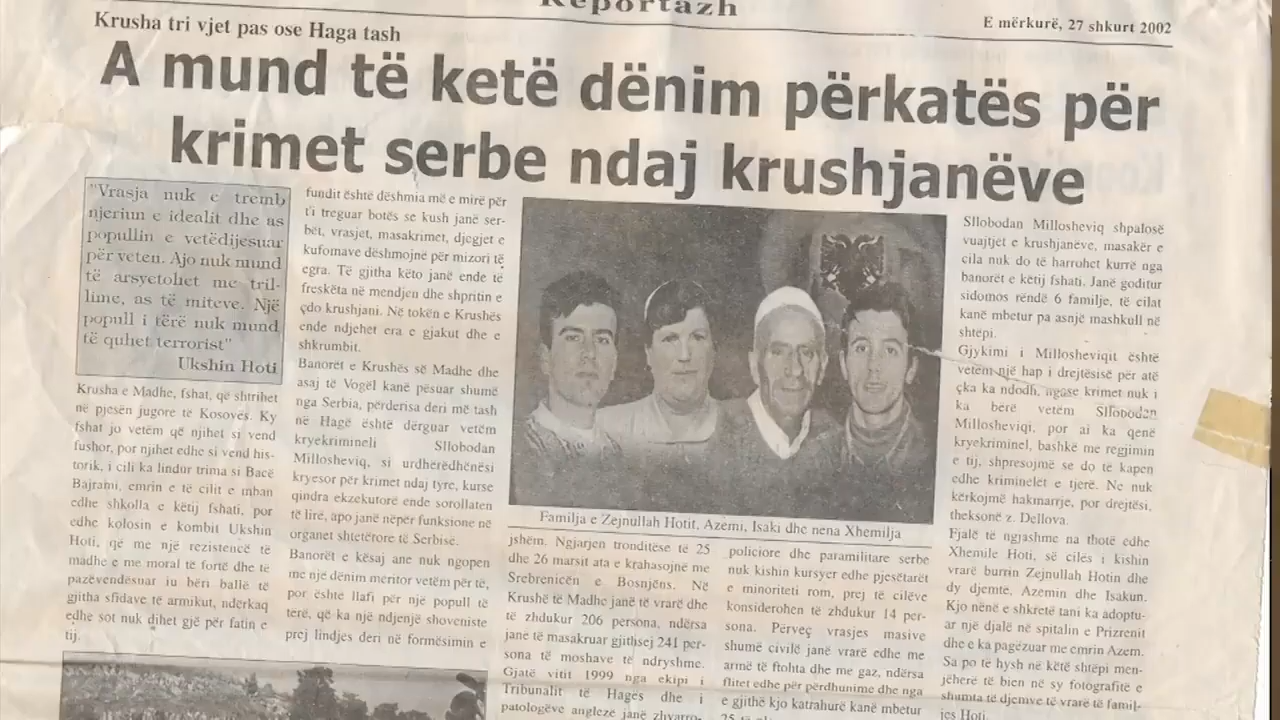 Reportazh
E mërkurë, 27 shkurt 2002
Krusha tri vjet pas ose Haga tash
A mund të ketë dënim përkatës për
krimet serbe ndaj krushjanëve
"Vrasja nuk e tremb
njeriun e idealit dhe as
popullin e vetëdijesuar
për veten. Ajo nuk mund
të arsyetohet me tril-
lime, as të miteve. Një
popull i tërë nuk mund
të quhet terrorist"
Ukshin Hoti
Krusha e Madhe, fshat, që shtrihet
në pjesën jugore të Kosovës. Ky
fshat jo vetëm që njihet si vend
fushor, por njihet edhe si vend his-
torik, i cili ka lindur trima si Bacë
Bajrami, emrin e të cilit e mban
edhe shkolla e këtij fshati, por
edhe kolosin e kombit Ukshin
Hoti, që me një rezistencë të
madhe e me moral të fortë dhe të
pazëvendësuar iu bëri ballë të
gjitha sfidave të armikut, ndërkaq
edhe sot nuk dihet gjë për fatin e
tij.
fundit është dëshmia më e mirë për
t'i treguar botës se kush janë ser-
bët, vrasjet, masakrimet, djegjet e
kufomave dëshmojnë për mizori të
egra. Të gjitha këto janë ende të
freskëta në mendjen dhe shpritin e
çdo krushjani. Në tokën e Krushës
ende ndjehet era e gjakut dhe e
shkrumbit.
Banorët e Krushës së Madhe dhe
asaj të Vogël kanë pësuar shumë
nga Serbia, përderisa deri më tash
në Hagë është dërguar vetëm
kryekrimineli Sllobodan
Millosheviq, si urdhërëdhënësi
kryesor për krimet ndaj tyre, kurse
qindra ekzekutorë ende sorollaten
të lirë, apo janë nëpër funksione në
organet shtetërore të Serbisë.
Banorët e kësaj ane nuk ngopen
me një dënim meritor vetëm për të,
por është llafi për një popull të
tërë, që ka një ndjenjë shoveniste
prej lindjes deri në formësimin e
Familja e Zejnullah Hotit, Azemi, Isaki dhe nena Xhemilja
jshëm. Ngjarjen tronditëse të 25
dhe 26 marsit ata e krahasojnë me
Srebrenicën e Bosnjës. Në
Krushë të Madhe janë të vrarë dhe
të zhdukur 206 persona, ndërsa
janë të masakruar gjithsej 241 per-
sona të moshave të ndryshme.
Gjatë vitit 1999 nga ekipi i
Tribunalit të Hagës dhe i
patologëve anglezë janë zhvarro-
policiore dhe paramilitare serbe
nuk kishin kursyer edhe pjesëtarët
e minoriteti rom, prej të cilëve
konsiderohen të zhdukur 14 per-
sona. Përveç vrasjes masive
shumë civilë janë vrarë edhe me
armë të ftohta dhe me gaz, ndërsa
flitet edhe për përdhunime dhe nga
e gjithë kjo katrahurë kanë mbetur
Sllobodan Millosheviq shpalosë
vuajtjet e krushjanëve, masakër e
cila nuk do të harrohet kurrë nga
banorët e këtij fshati. Janë goditur
sidomos rëndë 6 familje, të cilat
kanë mbetur pa asnjë mashkull në
shtëpi.
Gjykimi i Millosheviqit është
vetëm një hap i drejtësisë për atë
çka ka ndodh, ngase krimet nuk i
ka bërë vetëm Sllobodan
Millosheviqi, por ai ka qenë
kryekriminel, bashkë me regjimin
e tij, shpresojmë se do të kapen
edhe kriminelët e tjerë. Ne nuk
kërkojmë hakmarrje, por drejtësi,
theksonë z. Dellova.
Fjalë të ngjashme na thotë edhe
Xhemile Hoti, së cilës i kishin
vrarë burrin Zejnullah Hotin dhe
dy djemtë, Azemin dhe Isakun.
Kjo nënë e shkretë tani ka adoptu-
ar një djalë në spitalin e Prizrenit
dhe e ka pagëzuar me emrin Azem.
Sa po të hysh në këtë shtëpi men-
jëherë të bien në sy fotografitë e
shumta të djemve të vrarë të famil-
jes Hoti.